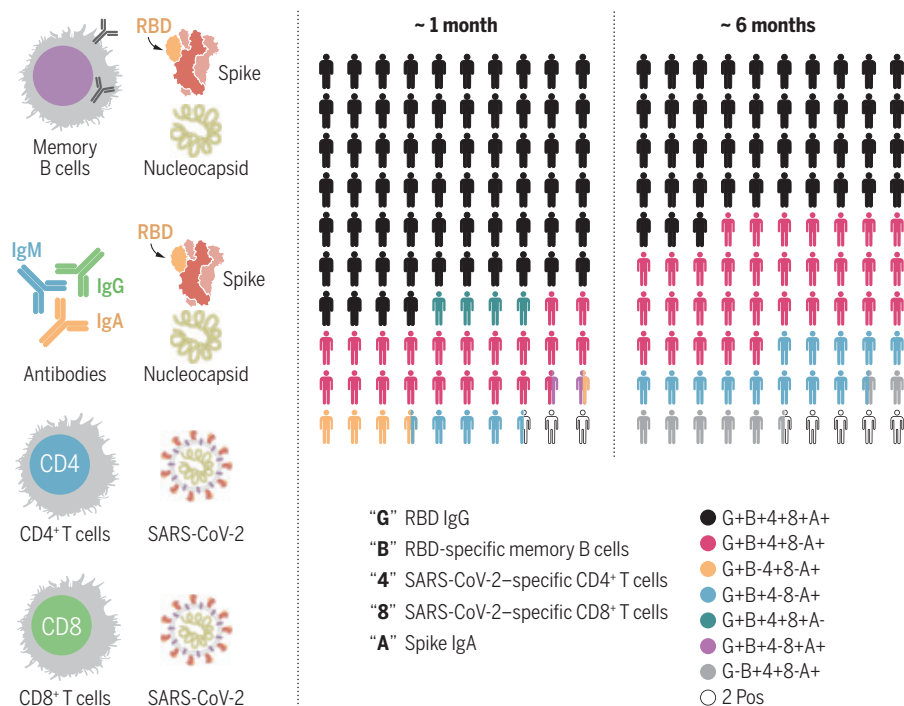 RBD
Spike
Memory
B cells
Nucleocapsid
IgM
IgG
IgA
RBD
Spike
Antibodies
Nucleocapsid
CD4
CD4⁺ T cells
SARS-CoV-2
CD8
CD8⁺ T cells
SARS-CoV-2
~ 1 month
~ 6 months
“G” RBD IgG
“B” RBD-specific memory B cells
“4” SARS-CoV-2–specific CD4⁺ T cells
“8” SARS-CoV-2–specific CD8⁺ T cells
“A” Spike IgA
G+B+4+8+A+
G+B+4+8-A+
G+B-4+8-A+
G+B+4-8-A+
G+B+4+8+A-
G+B+4-8+A+
G-B+4+8-A+
2 Pos